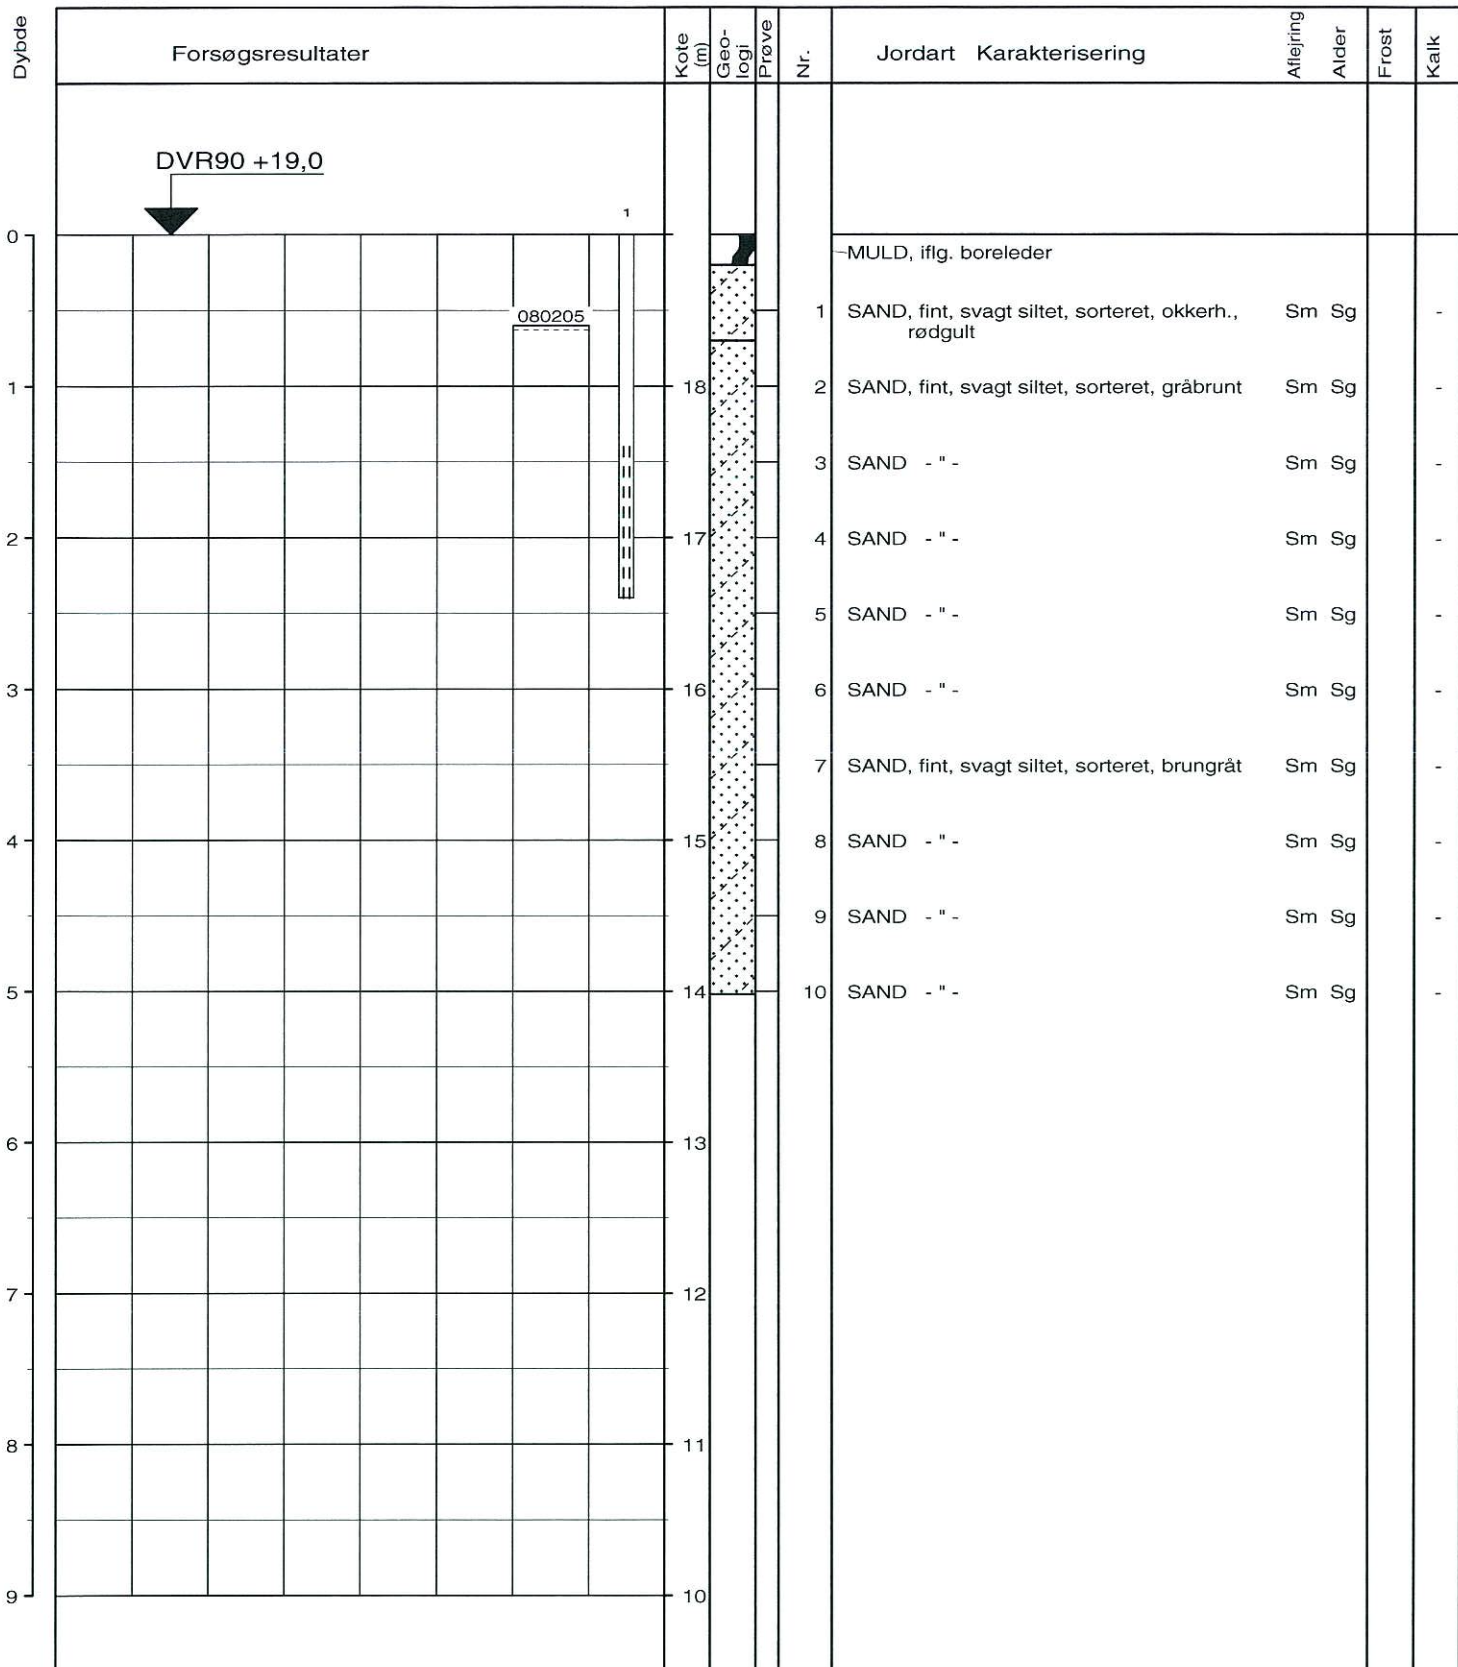 Dybde
Forsøgsresultater
Kote (m)
Geo-
logi
Prøve
Nr.
Jordart Karakterisering
Aflejring
Alder
Frost
Kalk
DVR90 +19,0
1
0
MULD, iflg. boreleder
080205
1 SAND, fint, svagt siltet, sorteret, okkerh., Sm Sg -
rødgult
1 18 2 SAND, fint, svagt siltet, sorteret, gråbrunt Sm Sg -
3 SAND - " - Sm Sg -
2 17 4 SAND - " - Sm Sg -
5 SAND - " - Sm Sg -
3 16 6 SAND - " - Sm Sg -
7 SAND, fint, svagt siltet, sorteret, brungråt Sm Sg -
4 15 8 SAND - " - Sm Sg -
9 SAND - " - Sm Sg -
5 14 10 SAND - " - Sm Sg -
6 13
7 12
8 11
9 10